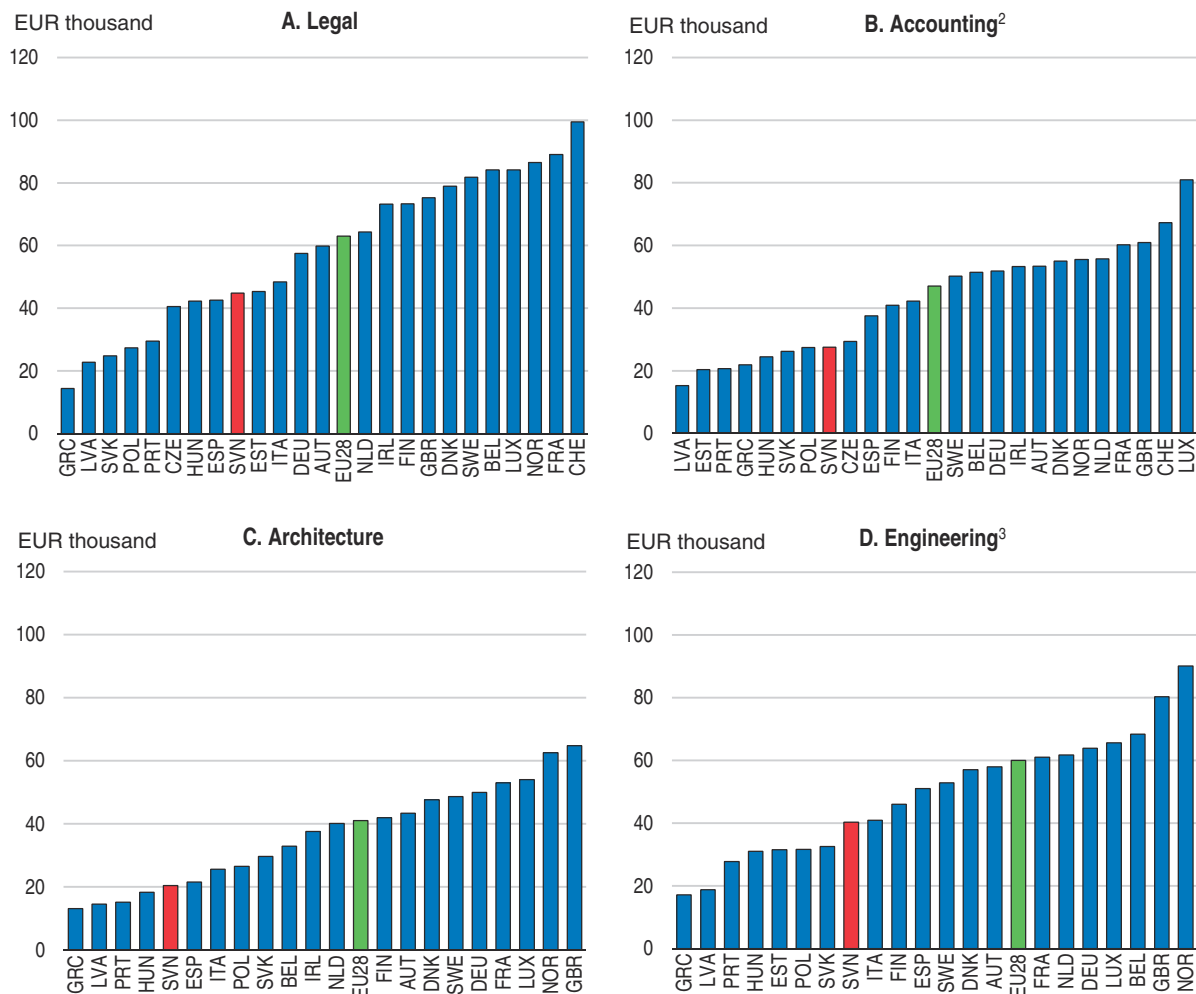 EUR thousand
A. Legal
120
100
80
60
40
20
0
GRC LVA SVK POL PRT CZE HUN ESP SVN EST ITA DEU AUT EU28 NLD IRL FIN GBR DNK SWE BEL LUX NOR FRA CHE
EUR thousand
B. Accounting²
120
100
80
60
40
20
0
LVA EST PRT GRC HUN SVK POL SVN CZE ESP FIN ITA EU28 SWE BEL DEU IRL AUT DNK NOR NLD FRA GBR CHE LUX
EUR thousand
C. Architecture
120
100
80
60
40
20
0
GRC LVA PRT HUN SVN ESP ITA POL SVK BEL IRL NLD EU28 FIN AUT DNK SWE DEU FRA LUX NOR GBR
EUR thousand
D. Engineering³
120
100
80
60
40
20
0
GRC LVA PRT HUN EST POL SVK SVN ITA FIN ESP SWE DNK AUT EU28 FRA NLD DEU LUX BEL GBR NOR